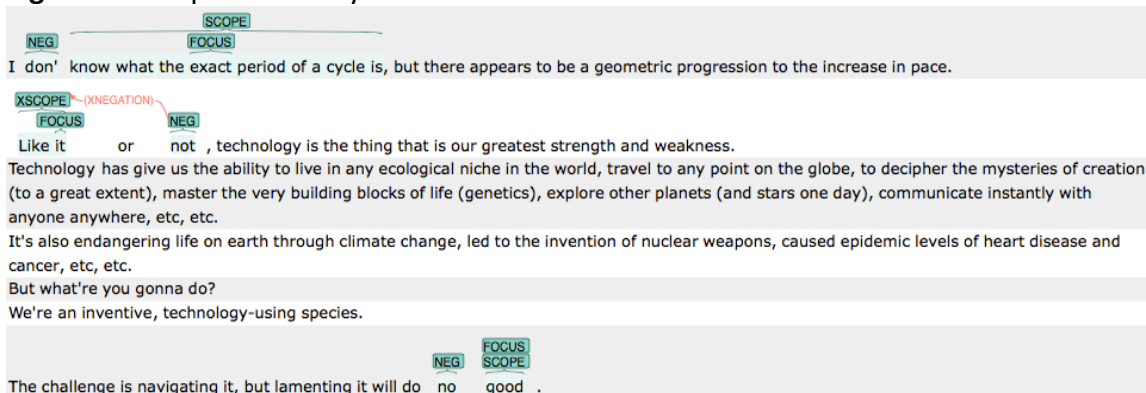 SCOPE
NEG FOCUS
I don' know what the exact period of a cycle is, but there appears to be a geometric progression to the increase in pace.
XSCOPE (XNEGATION)
FOCUS NEG
Like it or not , technology is the thing that is our greatest strength and weakness.
Technology has give us the ability to live in any ecological niche in the world, travel to any point on the globe, to decipher the mysteries of creation
(to a great extent), master the very building blocks of life (genetics), explore other planets (and stars one day), communicate instantly with
anyone anywhere, etc, etc.
It's also endangering life on earth through climate change, led to the invention of nuclear weapons, caused epidemic levels of heart disease and
cancer, etc, etc.
But what're you gonna do?
We're an inventive, technology-using species.
FOCUS
NEG SCOPE
The challenge is navigating it, but lamenting it will do no good .